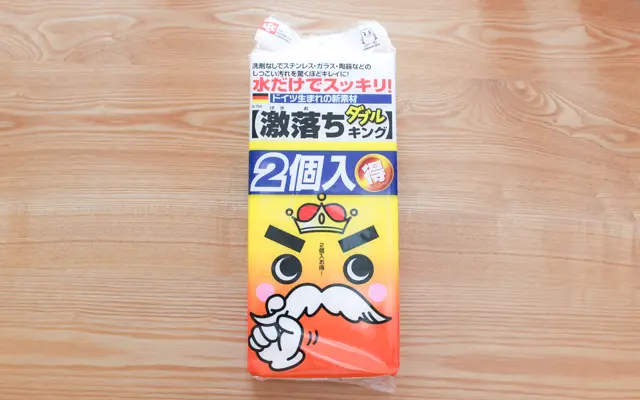 洗剤なしでステンレス・ガラス・陶器などの
しつこい汚れを驚くほどキレイに!
水だけでスッキリ!
ドイツ生まれの新素材
げき お
【激落ちダブルキング】
2個入
得
2個入お得!